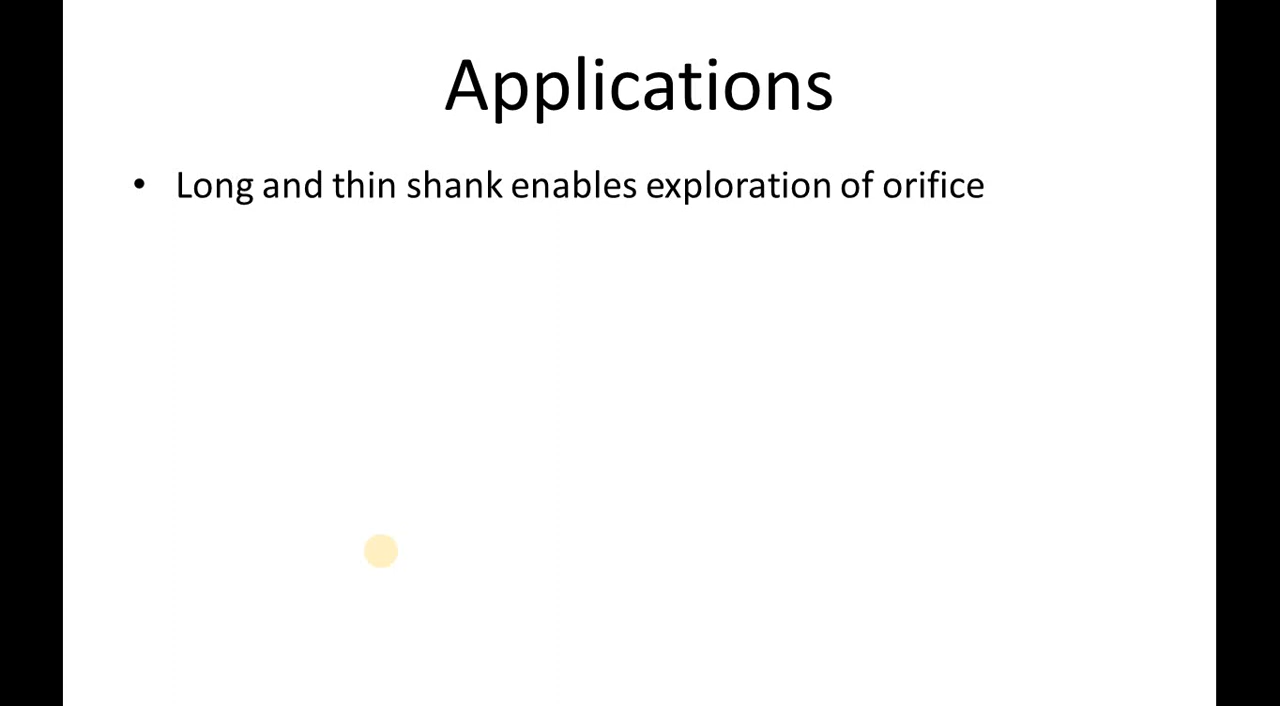 Applications
• Long and thin shank enables exploration of orifice